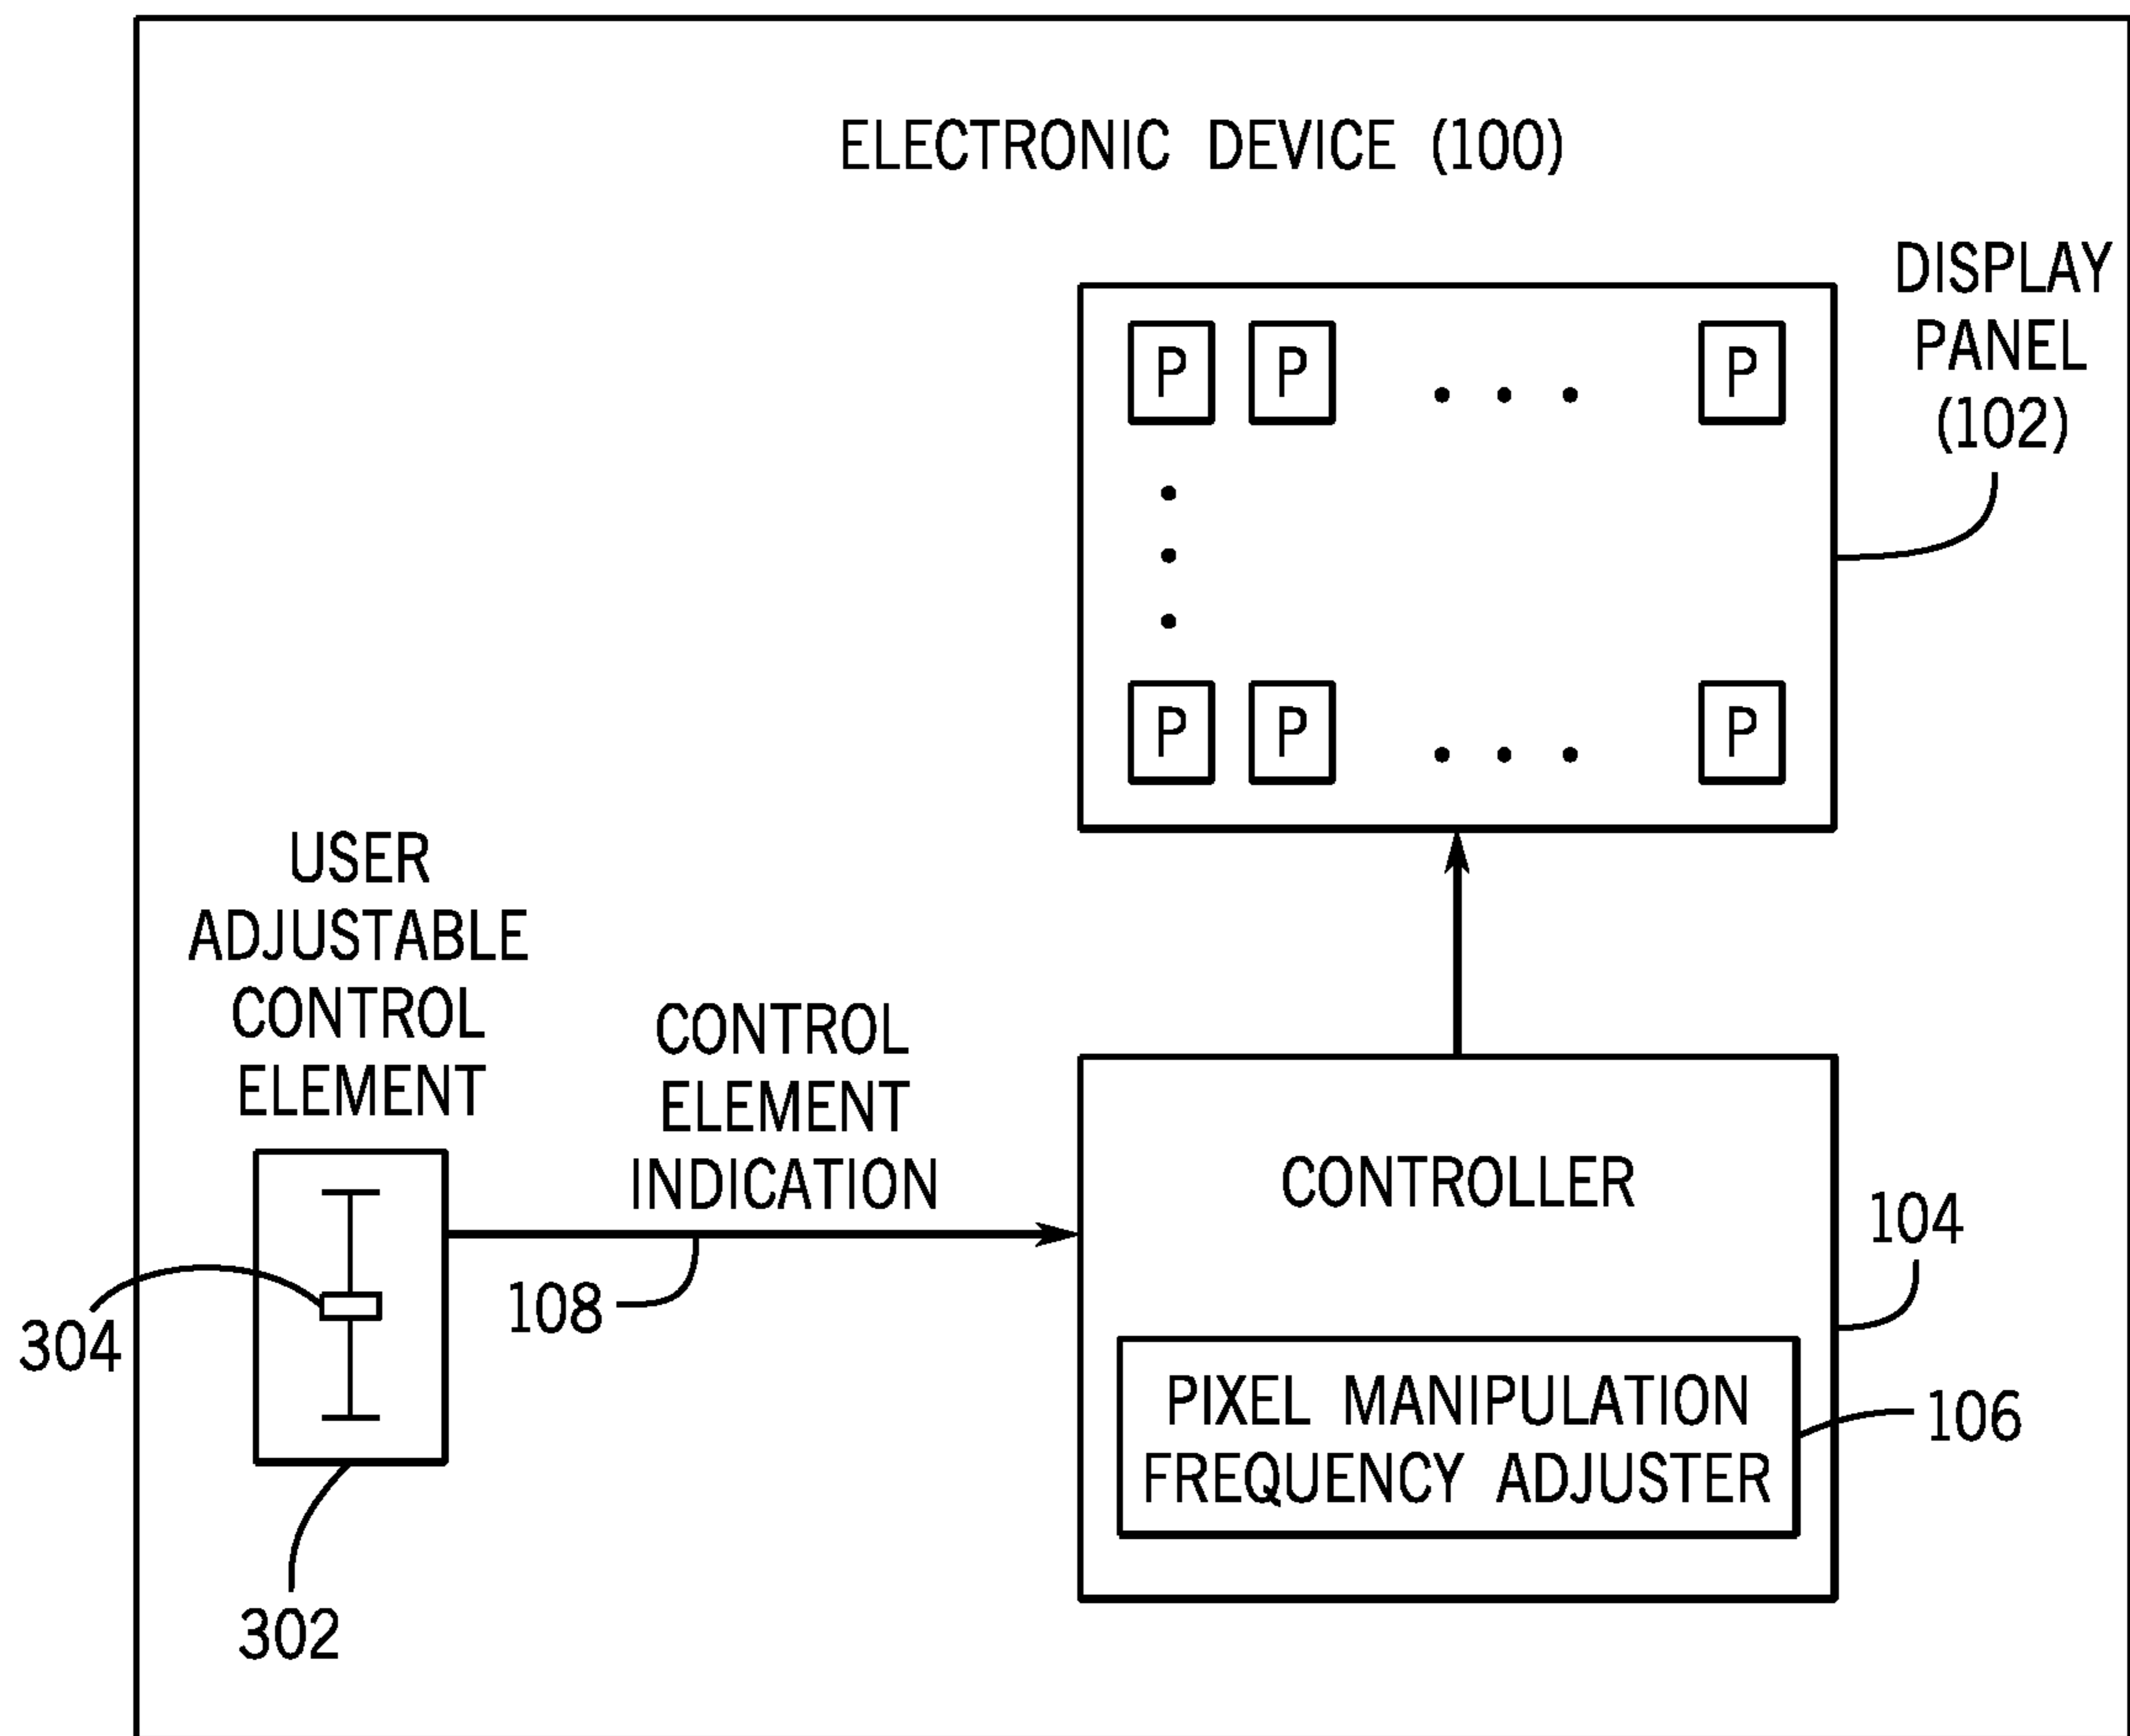 ELECTRONIC DEVICE (100)
DISPLAY
PANEL
(102)
P P . . . P
P P . . . P
USER
ADJUSTABLE
CONTROL
ELEMENT
CONTROL
ELEMENT
INDICATION
CONTROLLER
104
108
304
PIXEL MANIPULATION
FREQUENCY ADJUSTER
106
302